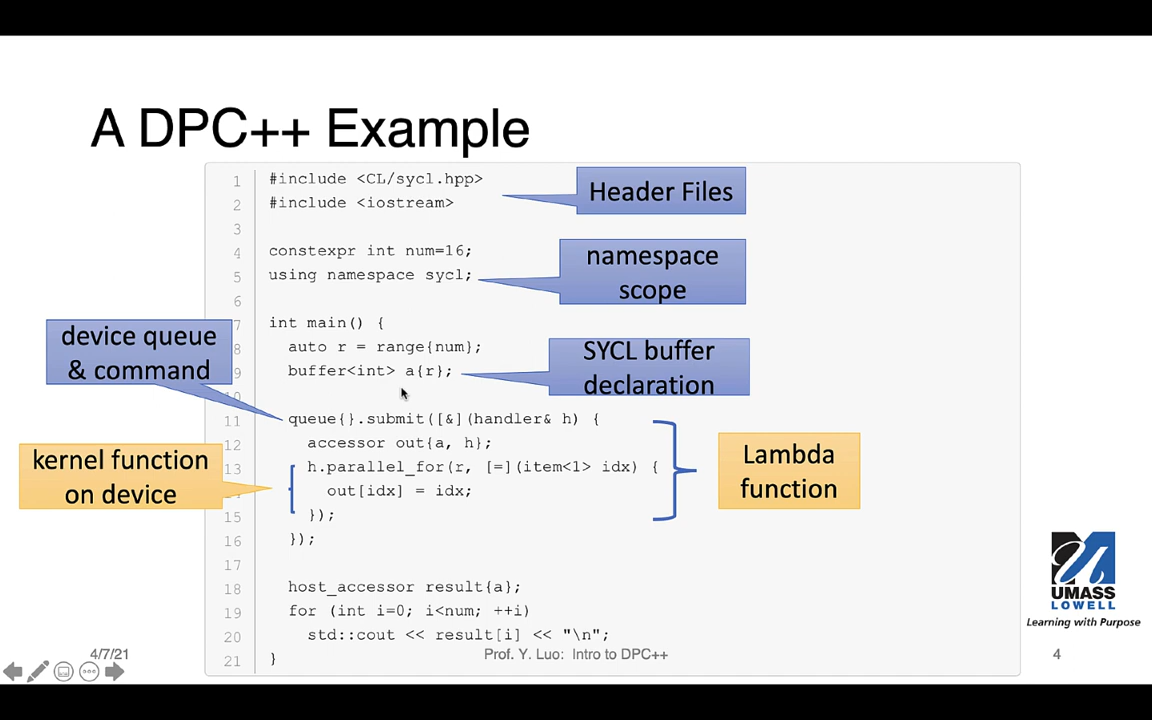 A DPC++ Example
1 #include <CL/sycl.hpp>
2 #include <iostream>
3
4 constexpr int num=16;
5 using namespace sycl;
6
7 int main() {
8 auto r = range{num};
9 buffer<int> a{r};
10
11 queue{}.submit([&](handler& h) {
12 accessor out{a, h};
13 h.parallel_for(r, [=](item<1> idx) {
out[idx] = idx;
15 });
16 });
17
18 host_accessor result{a};
19 for (int i=0; i<num; ++i)
20 std::cout << result[i] << "\n";
21 }
Header Files
namespace
scope
device queue
& command
SYCL buffer
declaration
kernel function
on device
Lambda
function
UMASS
LOWELL
Learning with Purpose
4/7/21
Prof. Y. Luo: Intro to DPC++
4